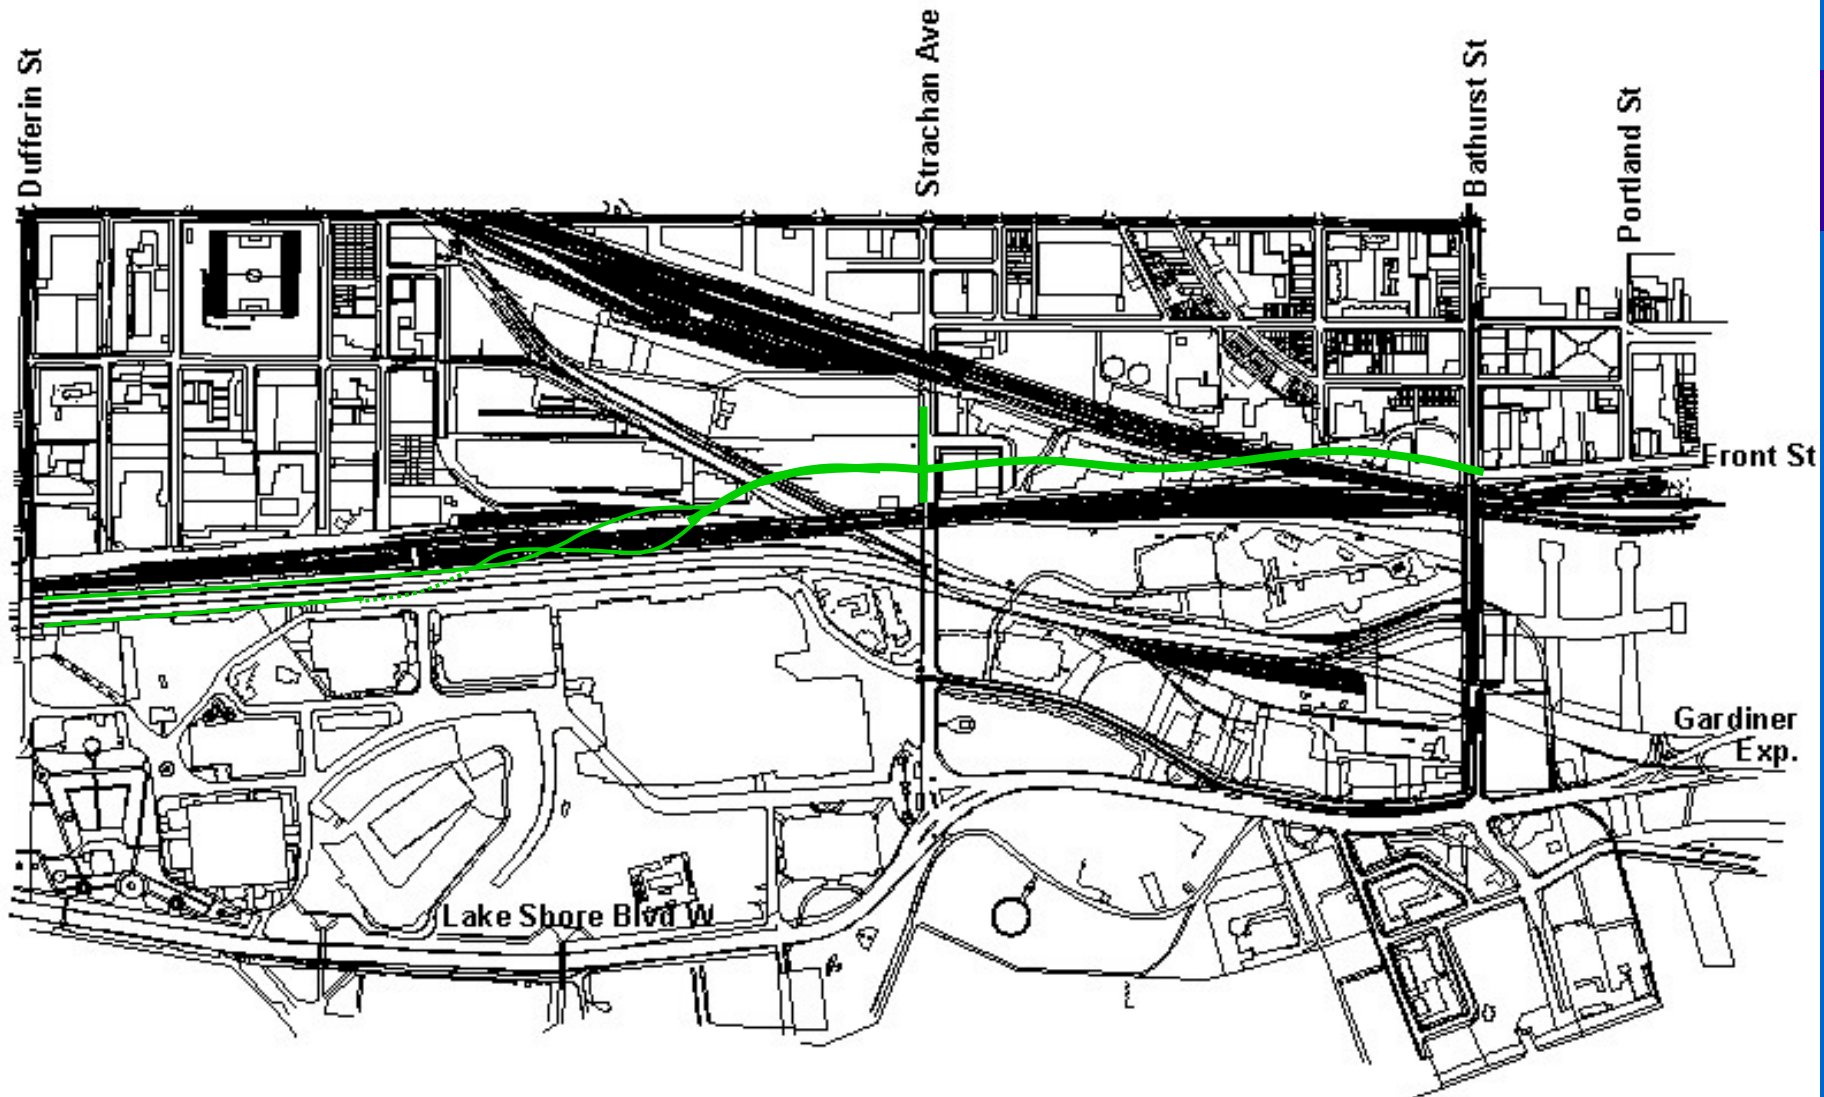 Dufferin St
Strachan Ave
Bathurst St
Portland St
Front St
Gardiner
Exp.
Lake Shore Blvd W